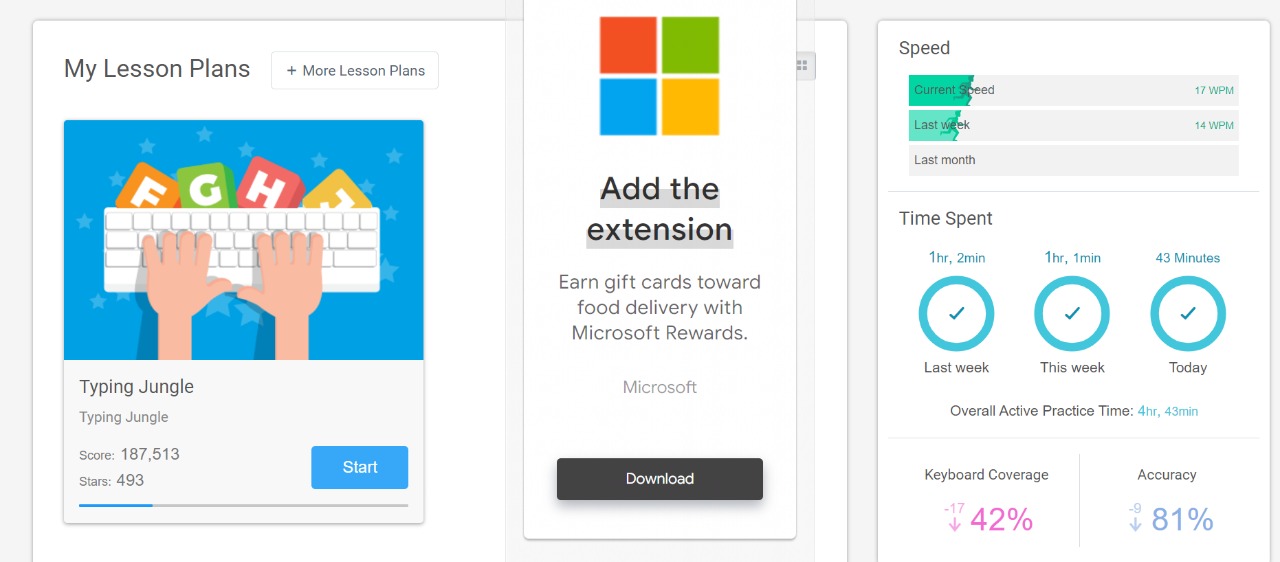 My Lesson Plans
+ More Lesson Plans
F G H
Typing Jungle
Typing Jungle
Score: 187,513
Stars: 493
Start
Add the
extension
Earn gift cards toward
food delivery with
Microsoft Rewards.
Microsoft
Download
Speed
Current Speed 17 WPM
Last week 14 WPM
Last month
Time Spent
1hr, 2min 1hr, 1min 43 Minutes
Last week This week Today
Overall Active Practice Time: 4hr, 43min
Keyboard Coverage Accuracy
-17 42% -9 81%